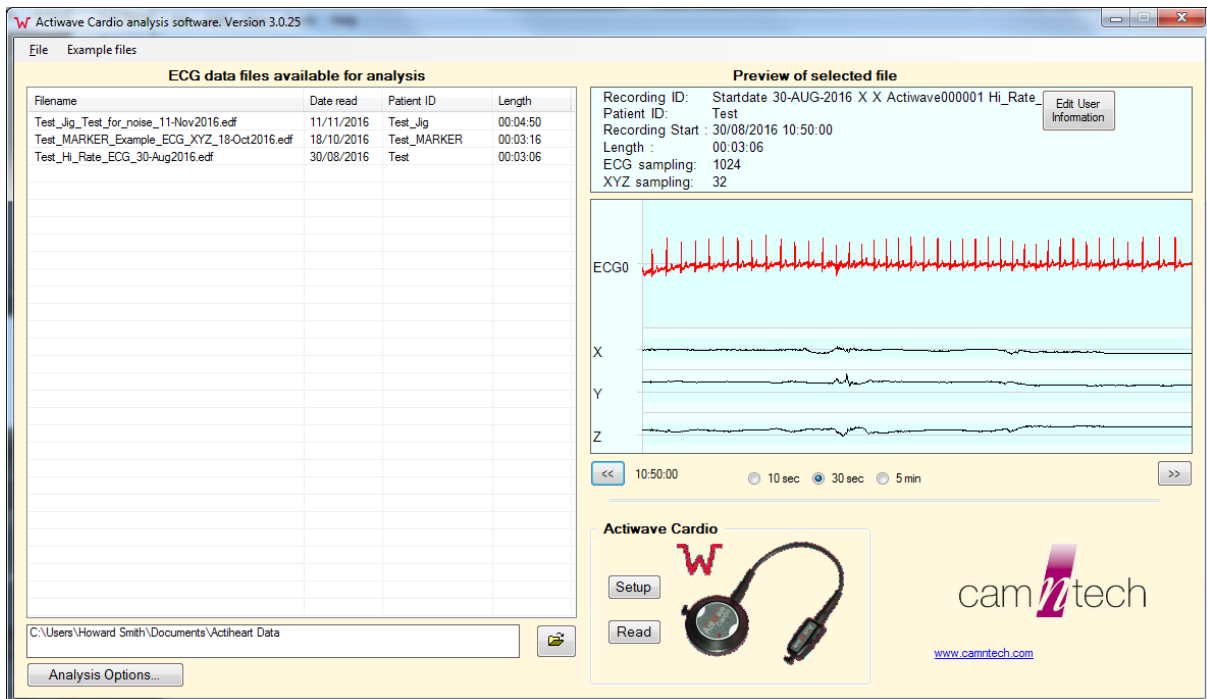 Actiwave Cardio analysis software. Version 3.0.25
File Example files
ECG data files available for analysis
Filename Date read Patient ID Length
Test_Jig_Test_for_noise_11-Nov2016.edf 11/11/2016 Test_Jig 00:04:50
Test_MARKER_Example_ECG_XYZ_18-Oct2016.edf 18/10/2016 Test_MARKER 00:03:16
Test_Hi_Rate_ECG_30-Aug2016.edf 30/08/2016 Test 00:03:06
C:\Users\Howard Smith\Documents\Actiheart Data
Analysis Options...
Preview of selected file
Recording ID: Startdate 30-AUG-2016 X X Actiwave000001 Hi_Rate_
Patient ID: Test
Recording Start : 30/08/2016 10:50:00
Length : 00:03:06
ECG sampling: 1024
XYZ sampling: 32
Edit User
Information
ECG0
X
Y
Z
<< 10:50:00 10 sec 30 sec 5 min >>
Actiwave Cardio
Setup
Read
camntech
www.camntech.com